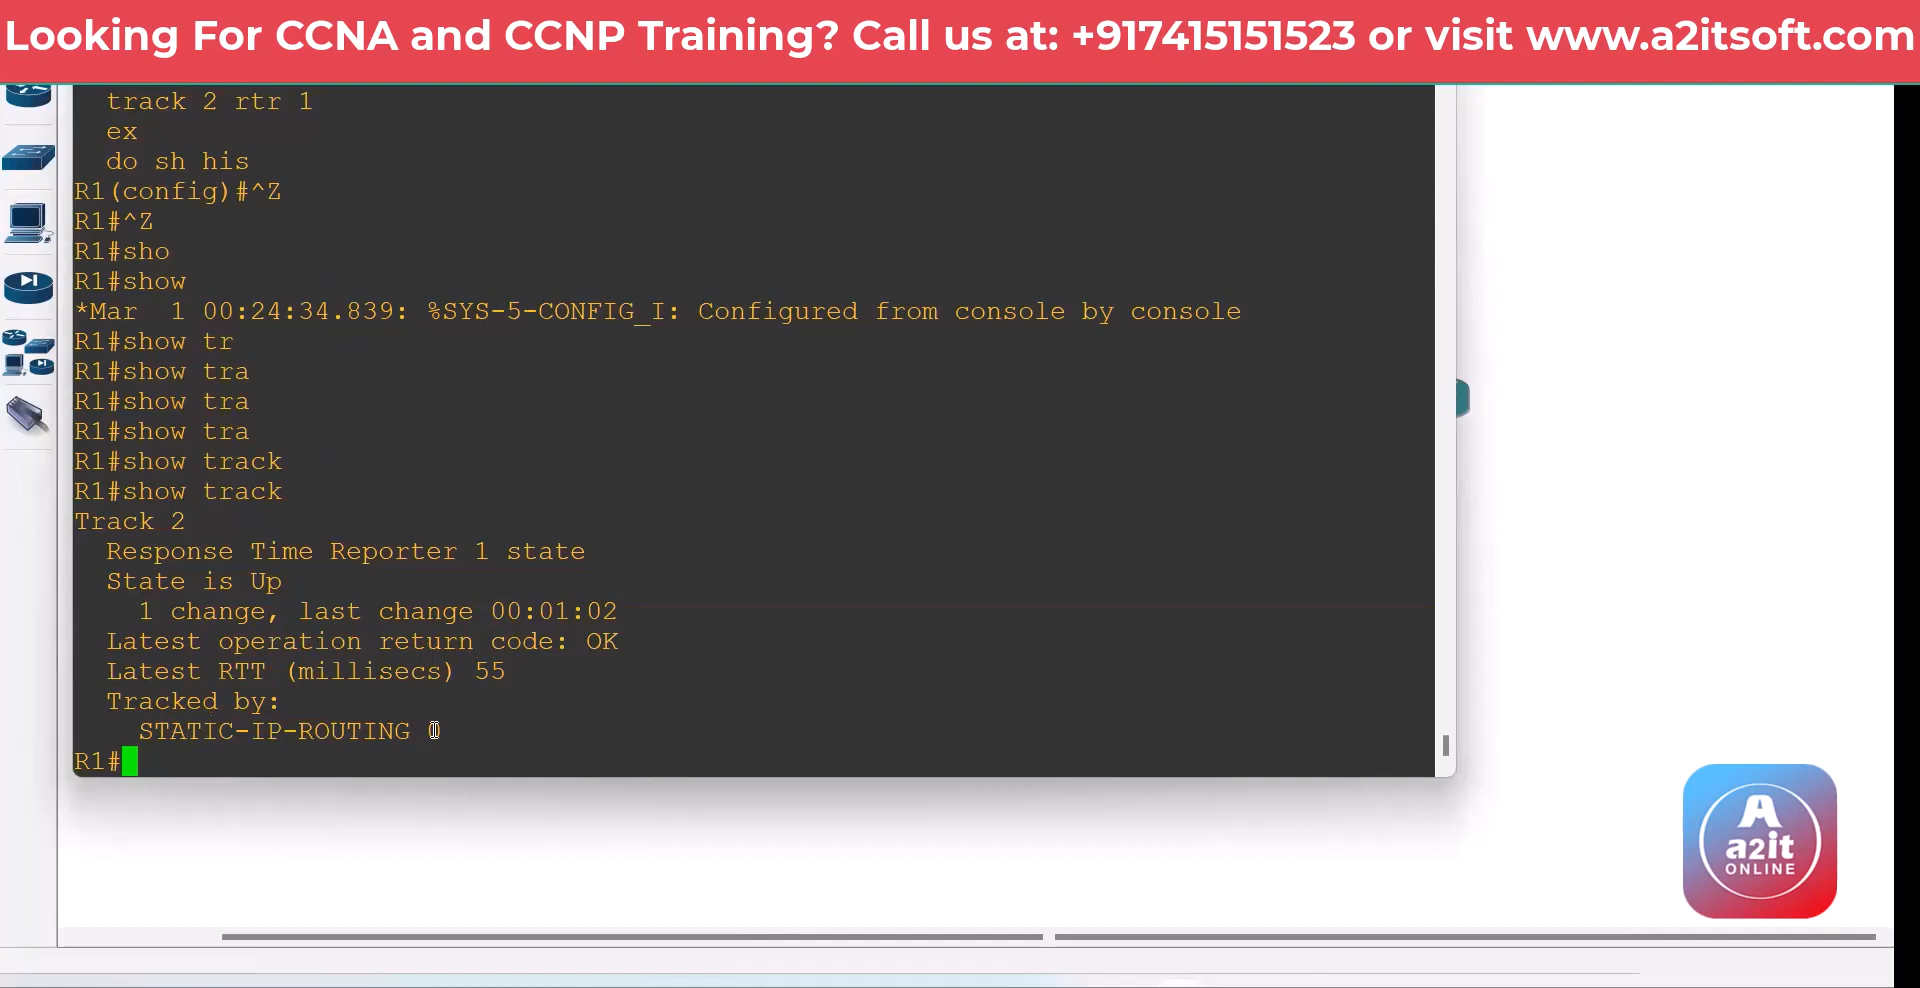 Looking For CCNA and CCNP Training? Call us at: +917415151523 or visit www.a2itsoft.com
track 2 rtr 1
ex
do sh his
R1(config)#^Z
R1#^Z
R1#sho
R1#show
*Mar  1 00:24:34.839: %SYS-5-CONFIG_I: Configured from console by console
R1#show tr
R1#show tra
R1#show tra
R1#show tra
R1#show track
R1#show track
Track 2
Response Time Reporter 1 state
State is Up
1 change, last change 00:01:02
Latest operation return code: OK
Latest RTT (millisecs) 55
Tracked by:
STATIC-IP-ROUTING 0
R1#
A
a2it
ONLINE